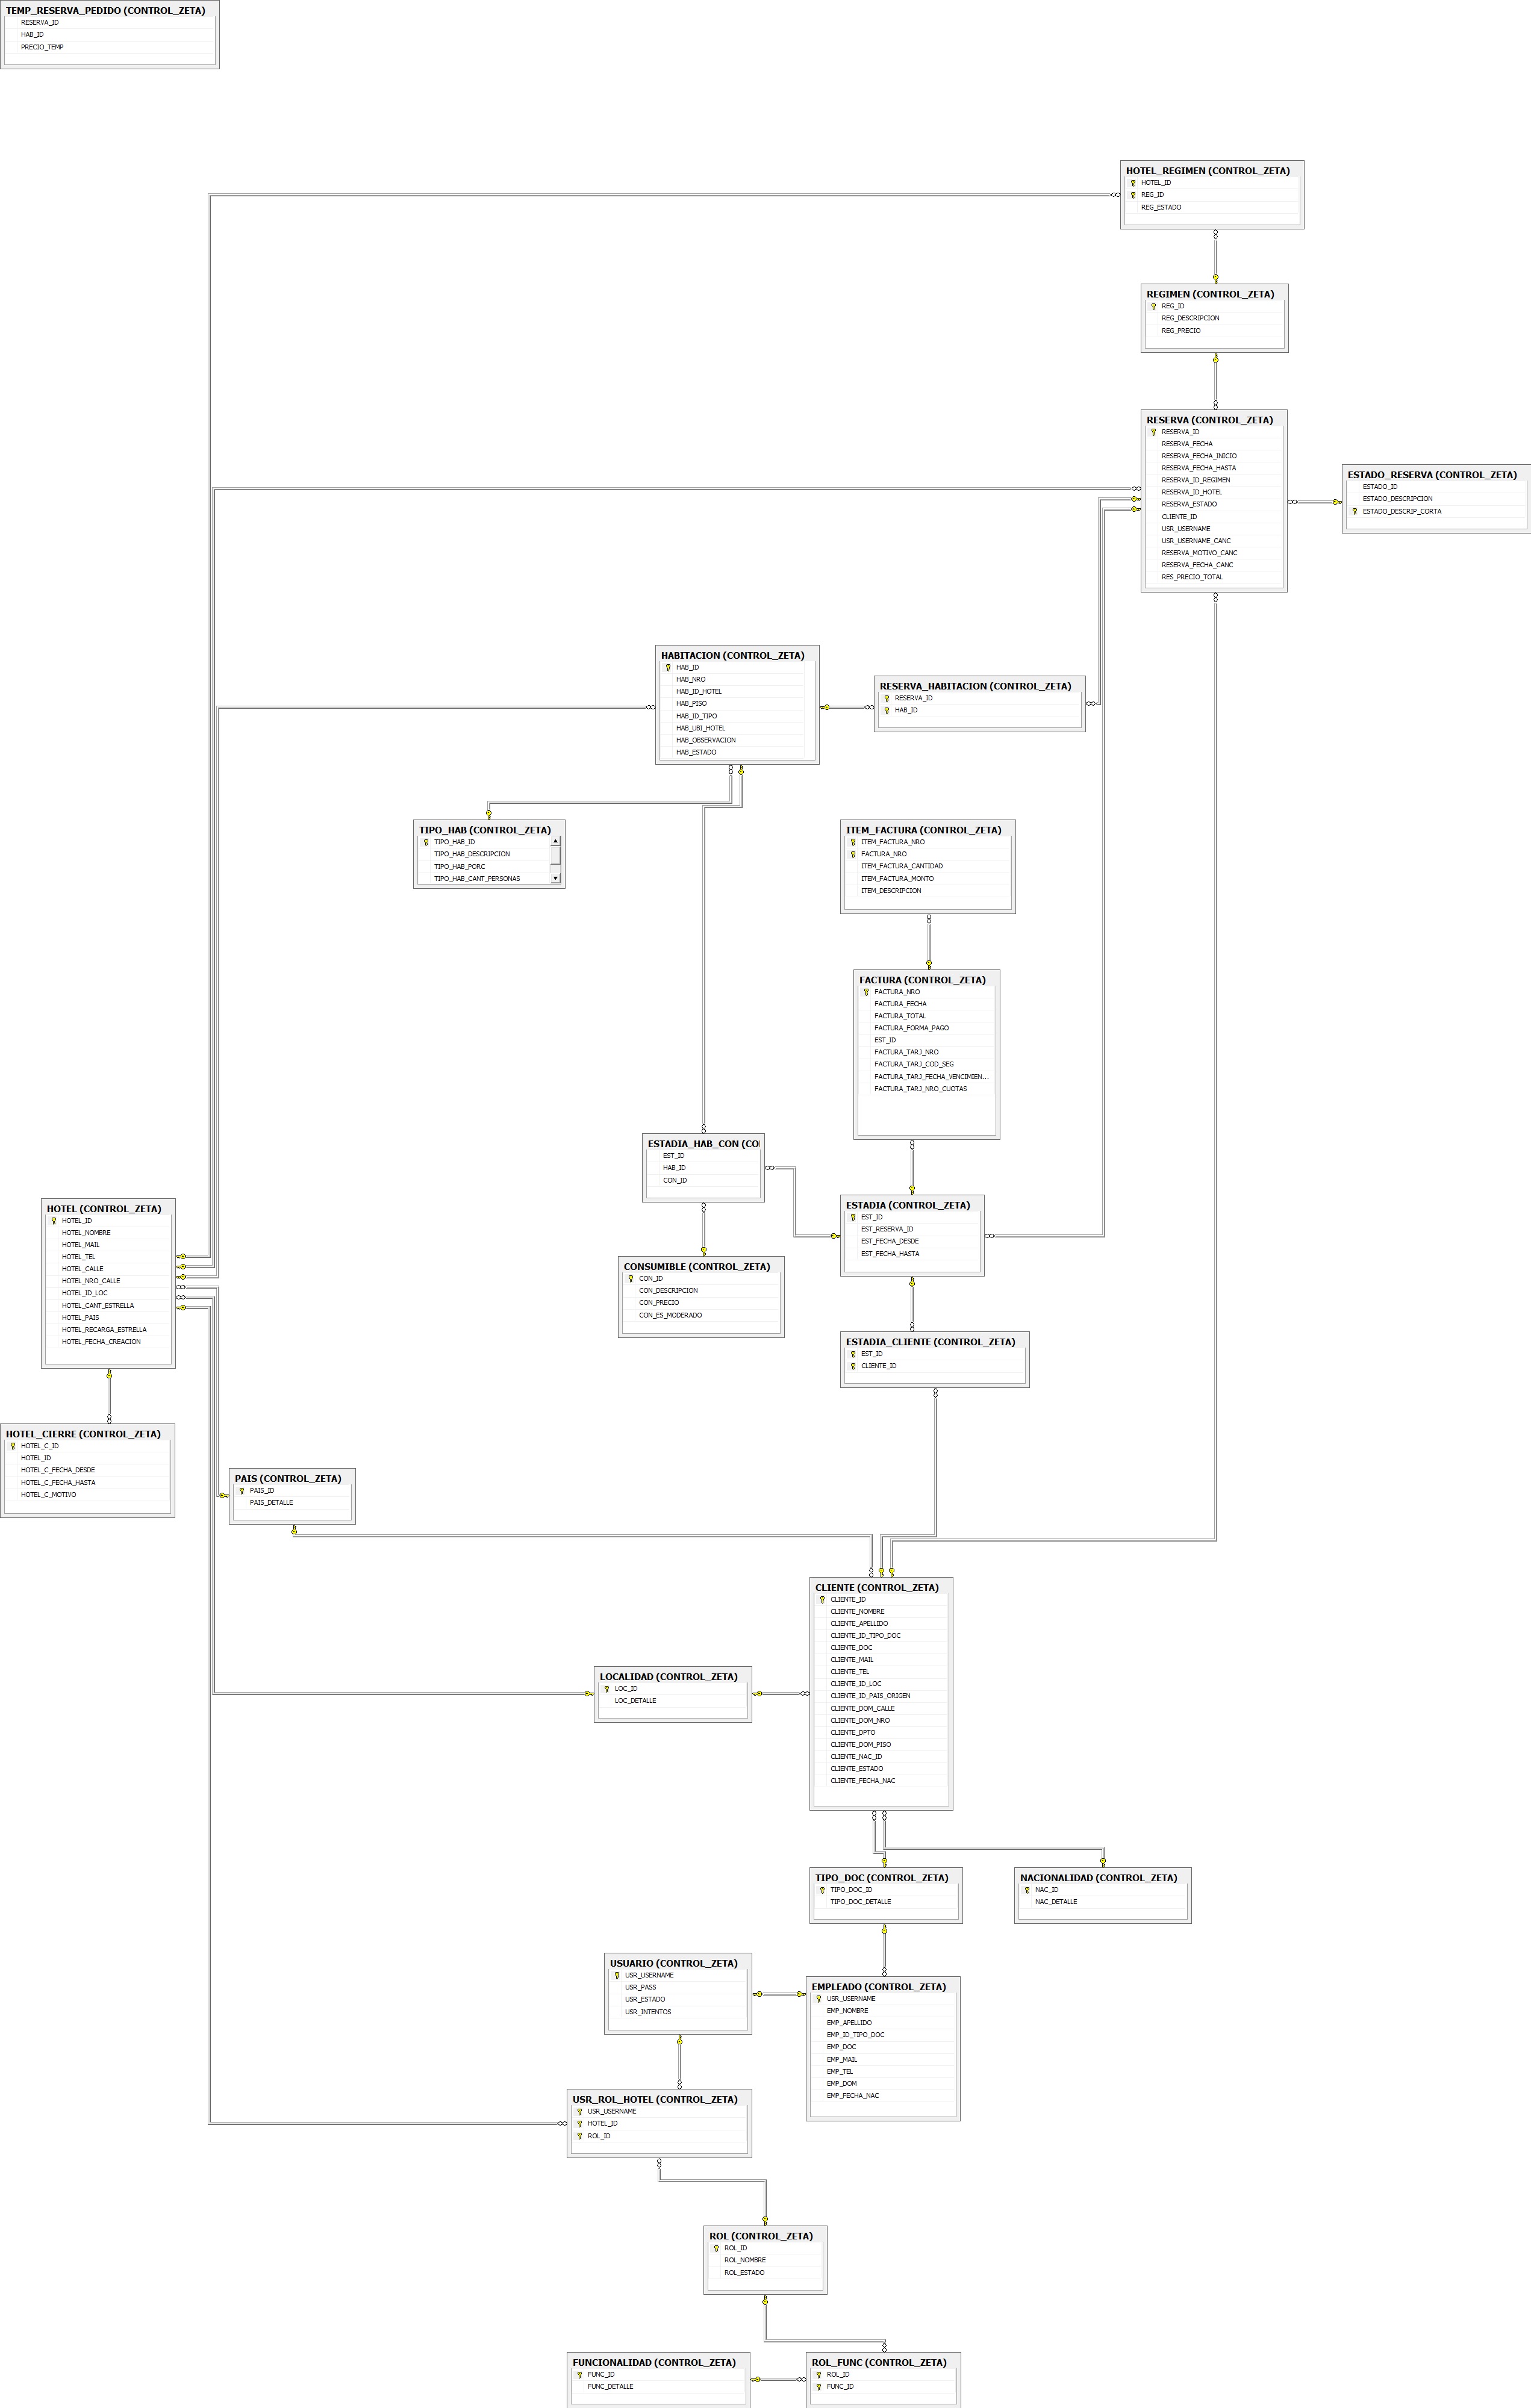 TEMP_RESERVA_PEDIDO (CONTROL_ZETA)
RESERVA_ID
HAB_ID
PRECIO_TEMP
HOTEL_REGIMEN (CONTROL_ZETA)
HOTEL_ID
REG_ID
REG_ESTADO
REGIMEN (CONTROL_ZETA)
REG_ID
REG_DESCRIPCION
REG_PRECIO
RESERVA (CONTROL_ZETA)
RESERVA_ID
RESERVA_FECHA
RESERVA_FECHA_INICIO
RESERVA_FECHA_HASTA
RESERVA_ID_REGIMEN
RESERVA_ID_HOTEL
RESERVA_ESTADO
CLIENTE_ID
USR_USERNAME
USR_USERNAME_CANC
RESERVA_MOTIVO_CANC
RESERVA_FECHA_CANC
RES_PRECIO_TOTAL
ESTADO_RESERVA (CONTROL_ZETA)
ESTADO_ID
ESTADO_DESCRIPCION
ESTADO_DESCRIP_CORTA
HABITACION (CONTROL_ZETA)
HAB_ID
HAB_NRO
HAB_ID_HOTEL
HAB_PISO
HAB_ID_TIPO
HAB_UBI_HOTEL
HAB_OBSERVACION
HAB_ESTADO
RESERVA_HABITACION (CONTROL_ZETA)
RESERVA_ID
HAB_ID
TIPO_HAB (CONTROL_ZETA)
TIPO_HAB_ID
TIPO_HAB_DESCRIPCION
TIPO_HAB_PORC
TIPO_HAB_CANT_PERSONAS
ITEM_FACTURA (CONTROL_ZETA)
ITEM_FACTURA_NRO
FACTURA_NRO
ITEM_FACTURA_CANTIDAD
ITEM_FACTURA_MONTO
ITEM_DESCRIPCION
FACTURA (CONTROL_ZETA)
FACTURA_NRO
FACTURA_FECHA
FACTURA_TOTAL
FACTURA_FORMA_PAGO
EST_ID
FACTURA_TARJ_NRO
FACTURA_TARJ_COD_SEG
FACTURA_TARJ_FECHA_VENCIMIEN...
FACTURA_TARJ_NRO_CUOTAS
ESTADIA_HAB_CON (CO
EST_ID
HAB_ID
CON_ID
ESTADIA (CONTROL_ZETA)
EST_ID
EST_RESERVA_ID
EST_FECHA_DESDE
EST_FECHA_HASTA
HOTEL (CONTROL_ZETA)
HOTEL_ID
HOTEL_NOMBRE
HOTEL_MAIL
HOTEL_TEL
HOTEL_CALLE
HOTEL_NRO_CALLE
HOTEL_ID_LOC
HOTEL_CANT_ESTRELLA
HOTEL_PAIS
HOTEL_RECARGA_ESTRELLA
HOTEL_FECHA_CREACION
CONSUMIBLE (CONTROL_ZETA)
CON_ID
CON_DESCRIPCION
CON_PRECIO
CON_ES_MODERADO
ESTADIA_CLIENTE (CONTROL_ZETA)
EST_ID
CLIENTE_ID
HOTEL_CIERRE (CONTROL_ZETA)
HOTEL_C_ID
HOTEL_ID
HOTEL_C_FECHA_DESDE
HOTEL_C_FECHA_HASTA
HOTEL_C_MOTIVO
PAIS (CONTROL_ZETA)
PAIS_ID
PAIS_DETALLE
CLIENTE (CONTROL_ZETA)
CLIENTE_ID
CLIENTE_NOMBRE
CLIENTE_APELLIDO
CLIENTE_ID_TIPO_DOC
CLIENTE_DOC
CLIENTE_MAIL
CLIENTE_TEL
CLIENTE_ID_LOC
CLIENTE_ID_PAIS_ORIGEN
CLIENTE_DOM_CALLE
CLIENTE_DOM_NRO
CLIENTE_DPTO
CLIENTE_DOM_PISO
CLIENTE_NAC_ID
CLIENTE_ESTADO
CLIENTE_FECHA_NAC
LOCALIDAD (CONTROL_ZETA)
LOC_ID
LOC_DETALLE
TIPO_DOC (CONTROL_ZETA)
TIPO_DOC_ID
TIPO_DOC_DETALLE
NACIONALIDAD (CONTROL_ZETA)
NAC_ID
NAC_DETALLE
USUARIO (CONTROL_ZETA)
USR_USERNAME
USR_PASS
USR_ESTADO
USR_INTENTOS
EMPLEADO (CONTROL_ZETA)
USR_USERNAME
EMP_NOMBRE
EMP_APELLIDO
EMP_ID_TIPO_DOC
EMP_DOC
EMP_MAIL
EMP_TEL
EMP_DOM
EMP_FECHA_NAC
USR_ROL_HOTEL (CONTROL_ZETA)
USR_USERNAME
HOTEL_ID
ROL_ID
ROL (CONTROL_ZETA)
ROL_ID
ROL_NOMBRE
ROL_ESTADO
FUNCIONALIDAD (CONTROL_ZETA)
FUNC_ID
FUNC_DETALLE
ROL_FUNC (CONTROL_ZETA)
ROL_ID
FUNC_ID